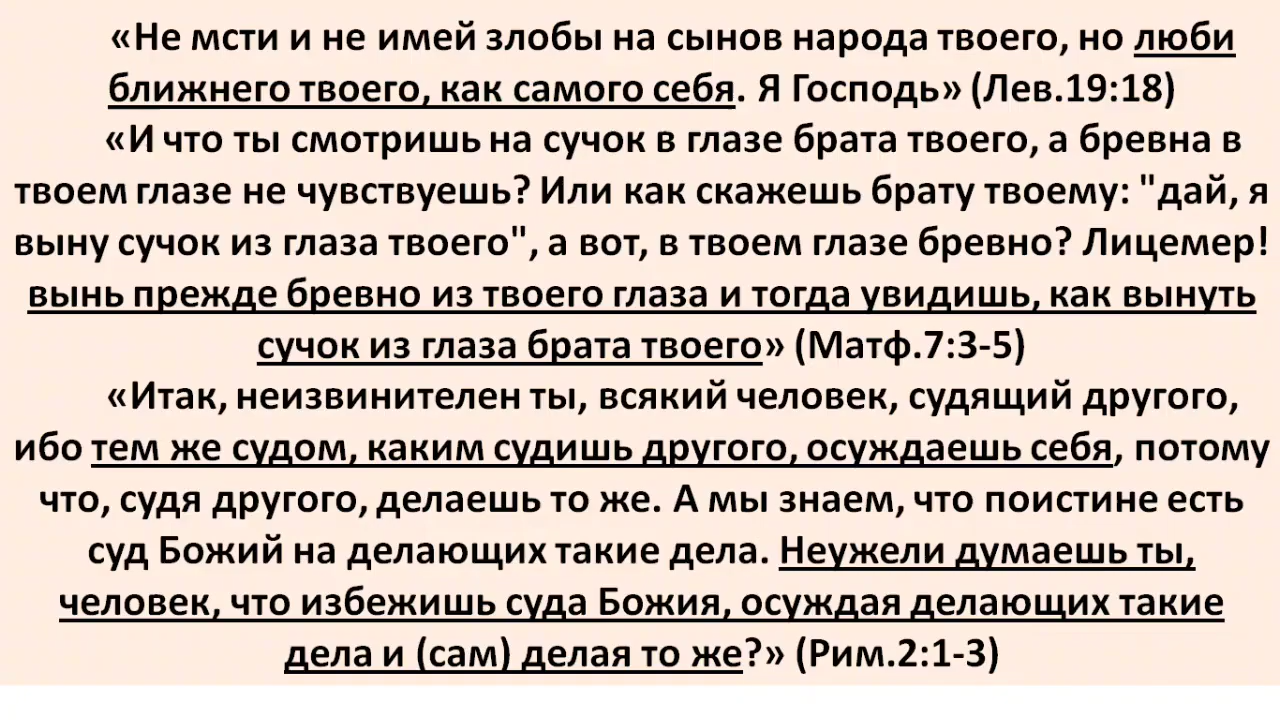 «Не мсти и не имей злобы на сынов народа твоего, но люби
ближнего твоего, как самого себя. Я Господь» (Лев.19:18)
«И что ты смотришь на сучок в глазе брата твоего, а бревна в
твоем глазе не чувствуешь? Или как скажешь брату твоему: "дай, я
выну сучок из глаза твоего", а вот, в твоем глазе бревно? Лицемер!
вынь прежде бревно из твоего глаза и тогда увидишь, как вынуть
сучок из глаза брата твоего» (Матф.7:3-5)
«Итак, неизвинителен ты, всякий человек, судящий другого,
ибо тем же судом, каким судишь другого, осуждаешь себя, потому
что, судя другого, делаешь то же. А мы знаем, что поистине есть
суд Божий на делающих такие дела. Неужели думаешь ты,
человек, что избежишь суда Божия, осуждая делающих такие
дела и (сам) делая то же?» (Рим.2:1-3)